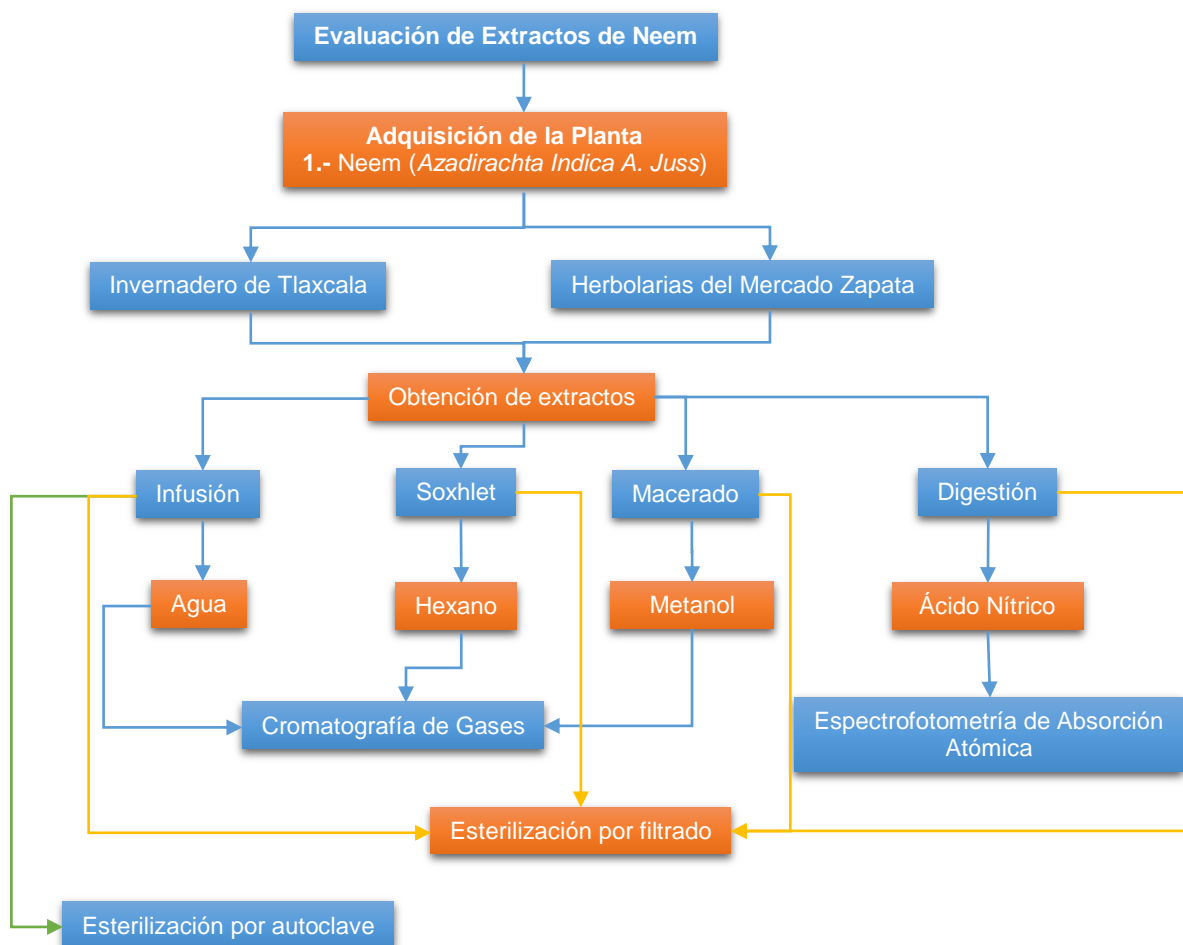 Evaluación de Extractos de Neem
Adquisición de la Planta
1.- Neem (Azadirachta Indica A. Juss)
Invernadero de Tlaxcala
Herbolarias del Mercado Zapata
Obtención de extractos
Infusión
Soxhlet
Macerado
Digestión
Agua
Hexano
Metanol
Ácido Nítrico
Cromatografía de Gases
Espectrofotometría de Absorción
Atómica
Esterilización por filtrado
Esterilización por autoclave